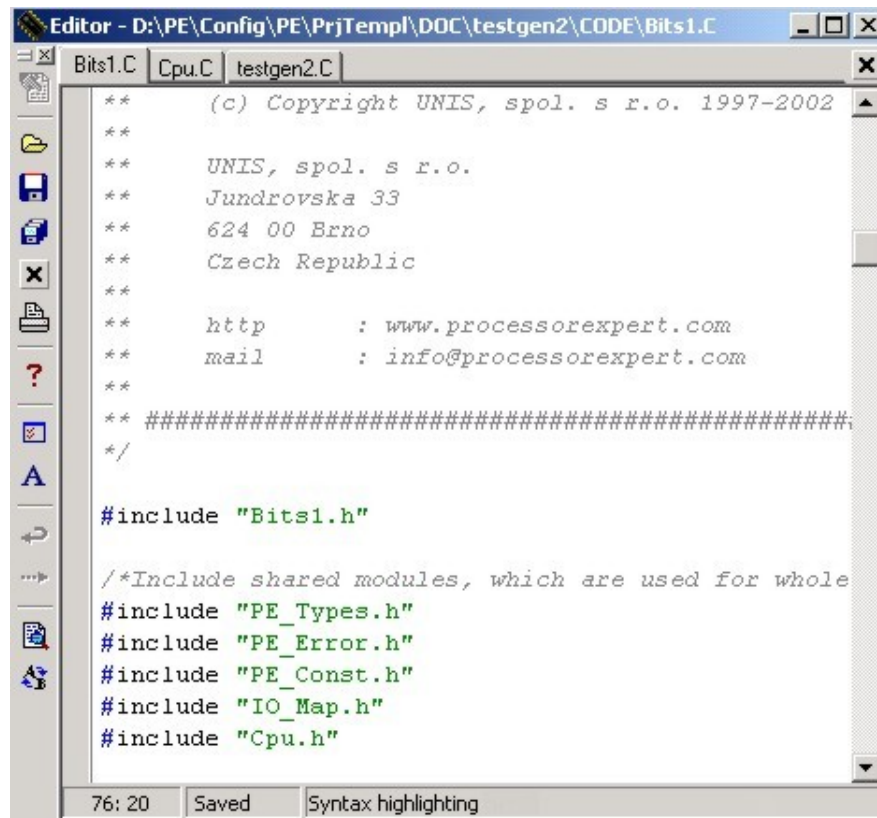 Editor - D:\PE\Config\PE\PrjTempl\DOC\testgen2\CODE\Bits1.C
Bits1.C Cpu.C testgen2.C
** (c) Copyright UNIS, spol. s r.o. 1997-2002
**
** UNIS, spol. s r.o.
** Jundrovska 33
** 624 00 Brno
** Czech Republic
**
** http : www.processorexpert.com
** mail : info@processorexpert.com
**
** ################################################
*/
#include "Bits1.h"
/*Include shared modules, which are used for whole
#include "PE_Types.h"
#include "PE_Error.h"
#include "PE_Const.h"
#include "IO_Map.h"
#include "Cpu.h"
76: 20 Saved Syntax highlighting